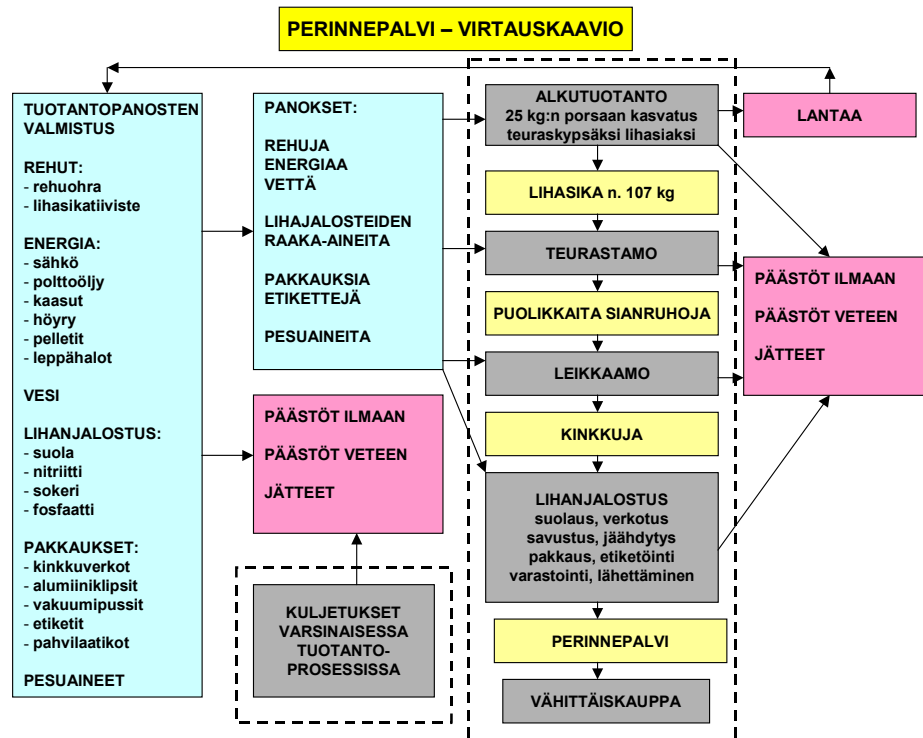 PERINNEPALVI – VIRTAUSKAAVIO
TUOTANTOPANOSTEN
VALMISTUS
REHUT:
- rehuohra
- lihasikatiiviste
ENERGIA:
- sähkö
- polttoöljy
- kaasut
- höyry
- pelletit
- leppähalot
VESI
LIHANJALOSTUS:
- suola
- nitriitti
- sokeri
- fosfaatti
PAKKAUKSET:
- kinkkuverkot
- alumiiniklipsit
- vakuumipussit
- etiketit
- pahvilaatikot
PESUAINEET
PANOKSET:
REHUJA
ENERGIAA
VETTÄ
LIHAJALOSTEIDEN
RAAKA-AINEITA
PAKKAUKSIA
ETIKETTEJÄ
PESUAINEITA
PÄÄSTÖT ILMAAN
PÄÄSTÖT VETEEN
JÄTTEET
KULJETUKSET
VARSINAISESSA
TUOTANTO-
PROSESSISSA
ALKUTUOTANTO
25 kg:n porsaan kasvatus
teuraskypsäksi lihasiaksi
LIHASIKA n. 107 kg
TEURASTAMO
PUOLIKKAITA SIANRUHOJA
LEIKKAAMO
KINKKUJA
LIHANJALOSTUS
suolaus, verkotus
savustus, jäähdytys
pakkaus, etiketöinti
varastointi, lähettäminen
PERINNEPALVI
VÄHITTÄISKAUPPA
LANTAA
PÄÄSTÖT ILMAAN
PÄÄSTÖT VETEEN
JÄTTEET